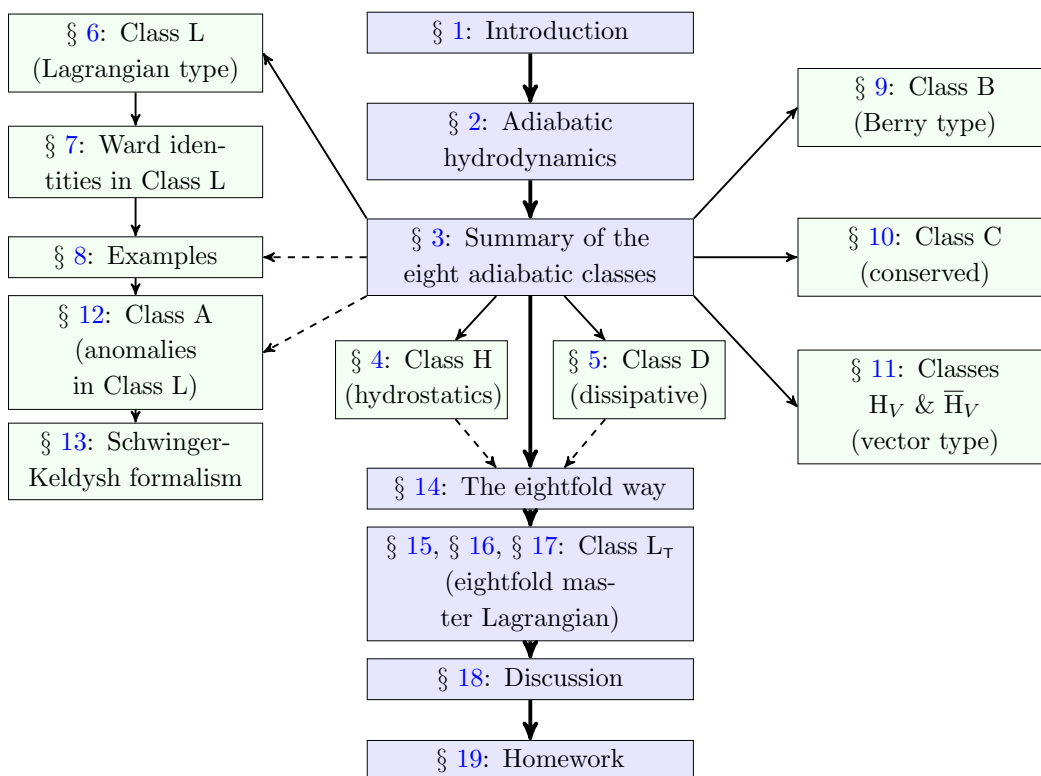 § 1: Introduction
§ 2: Adiabatic
hydrodynamics
§ 3: Summary of the
eight adiabatic classes
§ 6: Class L
(Lagrangian type)
§ 7: Ward iden-
tities in Class L
§ 8: Examples
§ 12: Class A
(anomalies
in Class L)
§ 13: Schwinger-
Keldysh formalism
§ 4: Class H
(hydrostatics)
§ 5: Class D
(dissipative)
§ 9: Class B
(Berry type)
§ 10: Class C
(conserved)
§ 11: Classes
H_V & H̅_V
(vector type)
§ 14: The eightfold way
§ 15, § 16, § 17: Class L_T
(eightfold mas-
ter Lagrangian)
§ 18: Discussion
§ 19: Homework